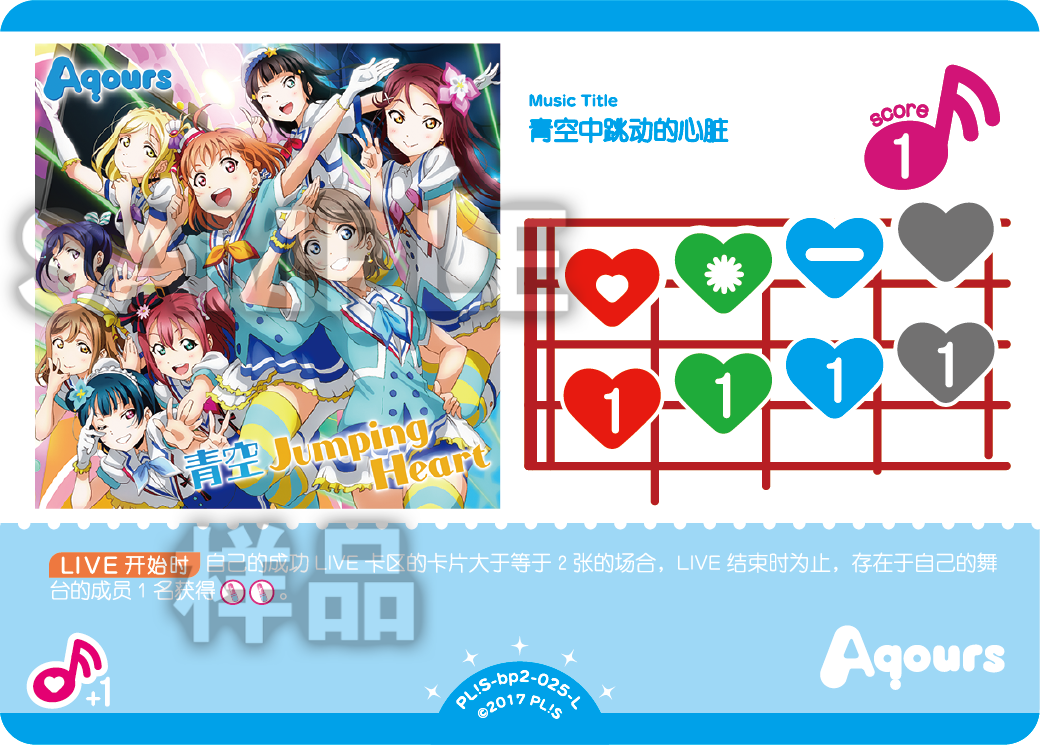 Aqours
Music Title
青空中跳动的心脏
score
1
SAMPLE
1 1 1 1
青空 Jumping
Heart
样品
LIVE 开始时 自己的成功 LIVE 卡区的卡片大于等于 2 张的场合，LIVE 结束时为止，存在于自己的舞
台的成员 1 名获得。
+1
Aqours
PL!S-bp2-025-L
©2017 PL!S